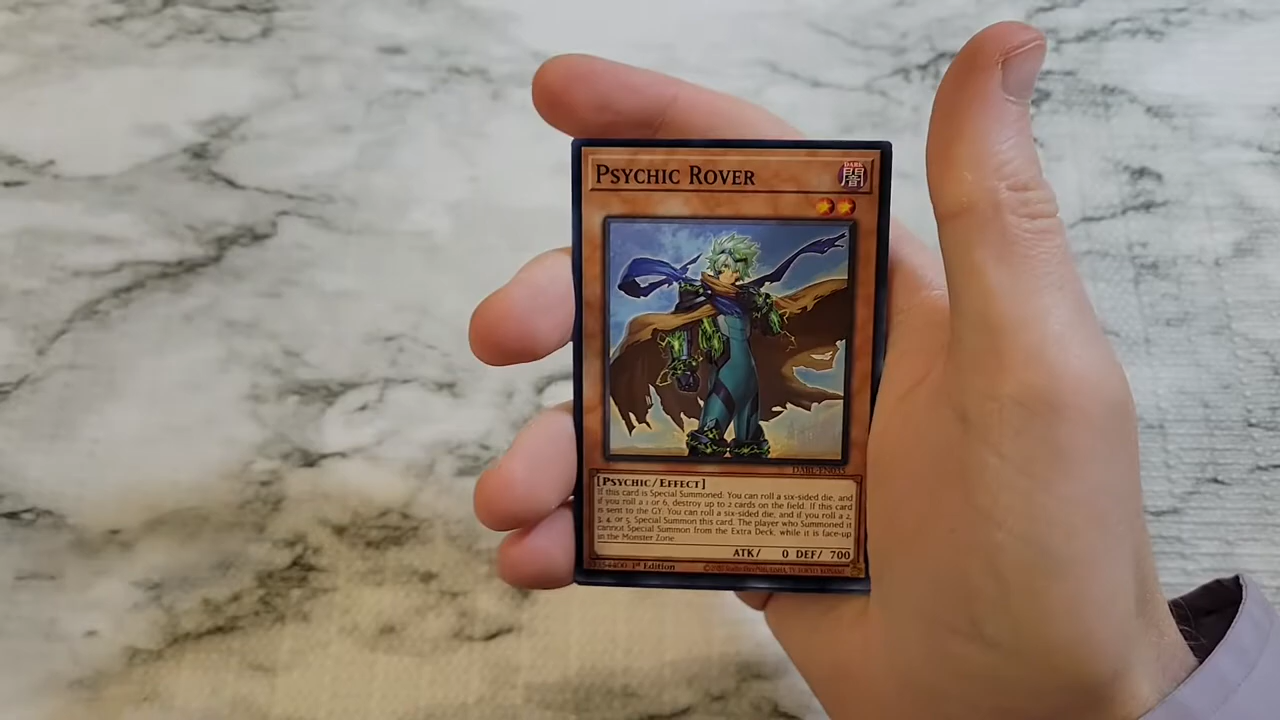 PSYCHIC ROVER
DARK
闇
DABL-EN035
[PSYCHIC/EFFECT]
If this card is Special Summoned: You can roll a six-sided die, and
if you roll a 1 or 6, destroy up to 2 cards on the field. If this card
is sent to the GY: You can roll a six-sided die, and if you roll a 2,
3, 4, or 5, Special Summon this card. The player who Summoned it
cannot Special Summon from the Extra Deck, while it is face-up
in the Monster Zone.
ATK/ 0 DEF/ 700
1st Edition